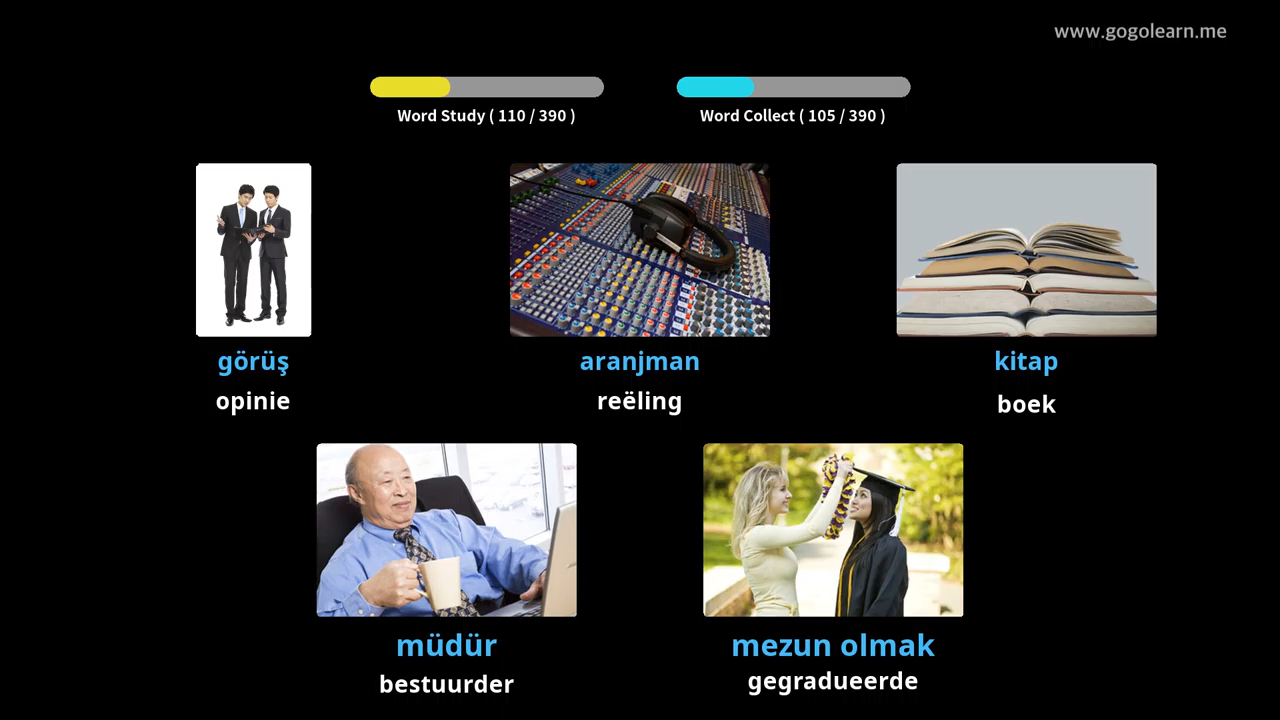 www.gogolearn.me
Word Study ( 110 / 390 )
Word Collect ( 105 / 390 )
görüş
aranjman
kitap
opinie
reëling
boek
müdür
mezun olmak
bestuurder
gegradueerde